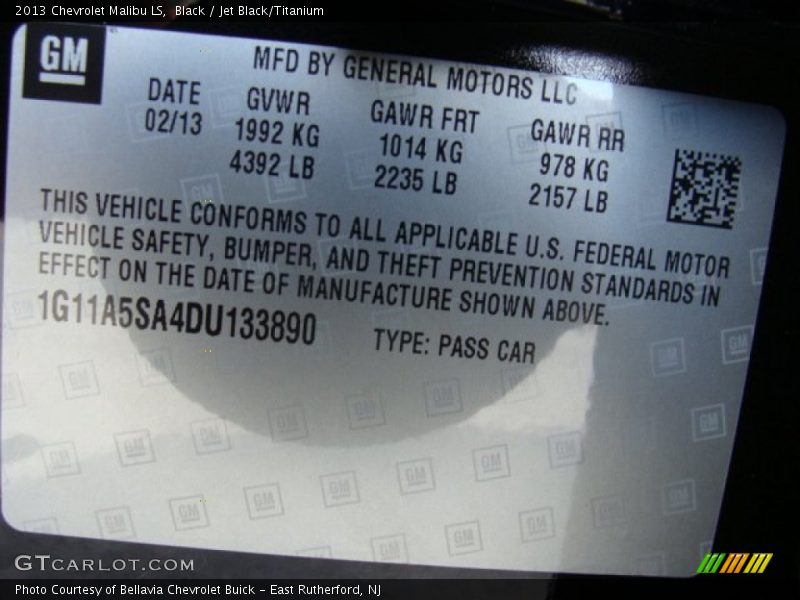 2013 Chevrolet Malibu LS, Black / Jet Black/Titanium
GM
MFD BY GENERAL MOTORS LLC
DATE GVWR GAWR FRT GAWR RR
02/13 1992 KG 1014 KG 978 KG
4392 LB 2235 LB 2157 LB
THIS VEHICLE CONFORMS TO ALL APPLICABLE U.S. FEDERAL MOTOR
VEHICLE SAFETY, BUMPER, AND THEFT PREVENTION STANDARDS IN
EFFECT ON THE DATE OF MANUFACTURE SHOWN ABOVE.
1G11A5SA4DU133890 TYPE: PASS CAR
GTCARLOT.COM
Photo Courtesy of Bellavia Chevrolet Buick - East Rutherford, NJ